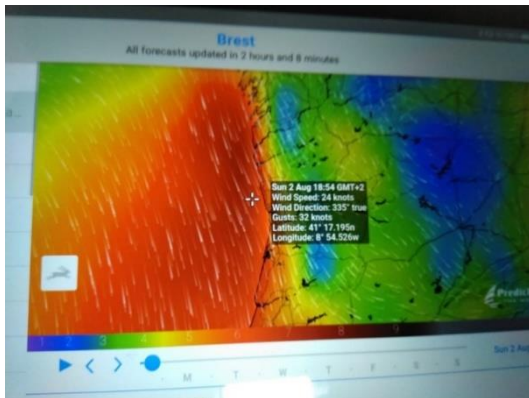 Brest
All forecasts updated in 2 hours and 6 minutes
Sun 2 Aug 18:54 GMT+2
Wind Speed: 24 knots
Wind Direction: 335° true
Gusts: 32 knots
Latitude: 41° 17.195n
Longitude: 8° 54.526w
1 2 3 4 5 6 7 8 9
Sun 2 Aug
M T W T F S S